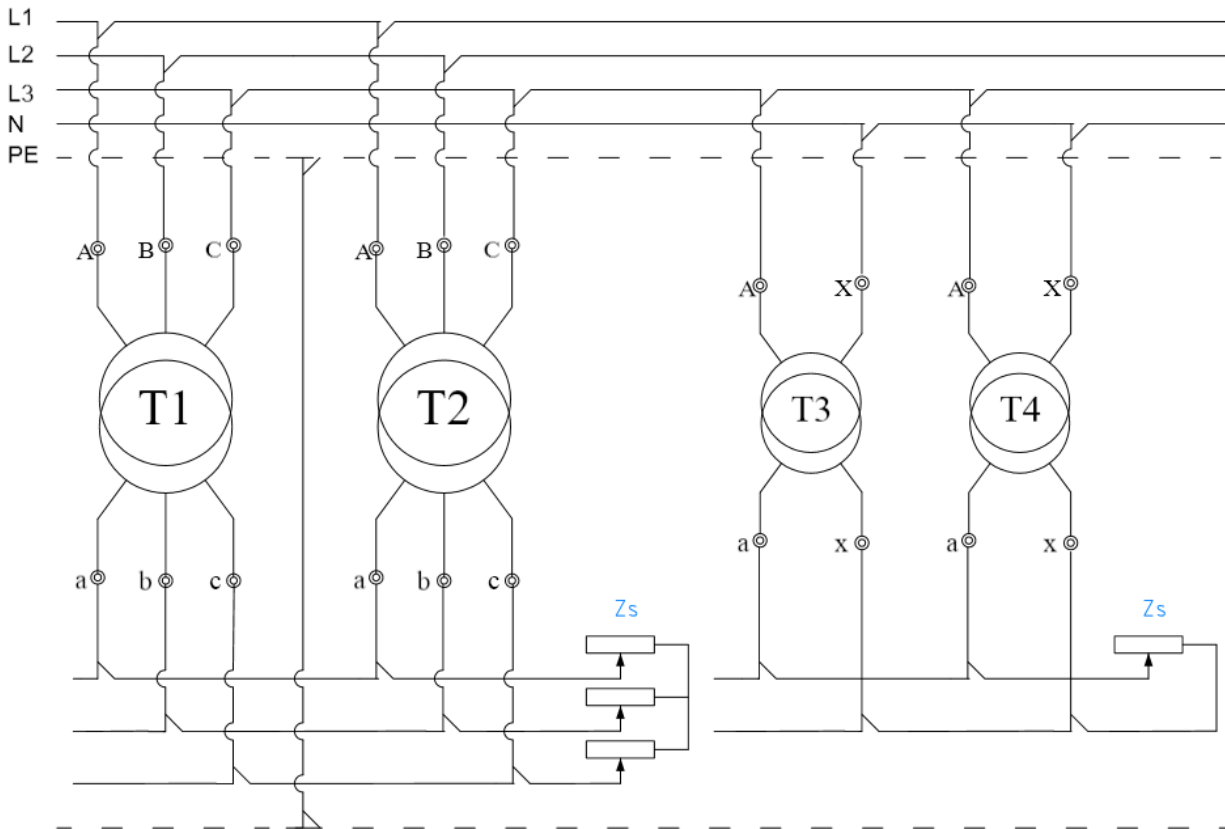 L1
L2
L3
N
PE
A B C A B C
A X A X
T1 T2 T3 T4
a x a x
a b c a b c
Zs Zs